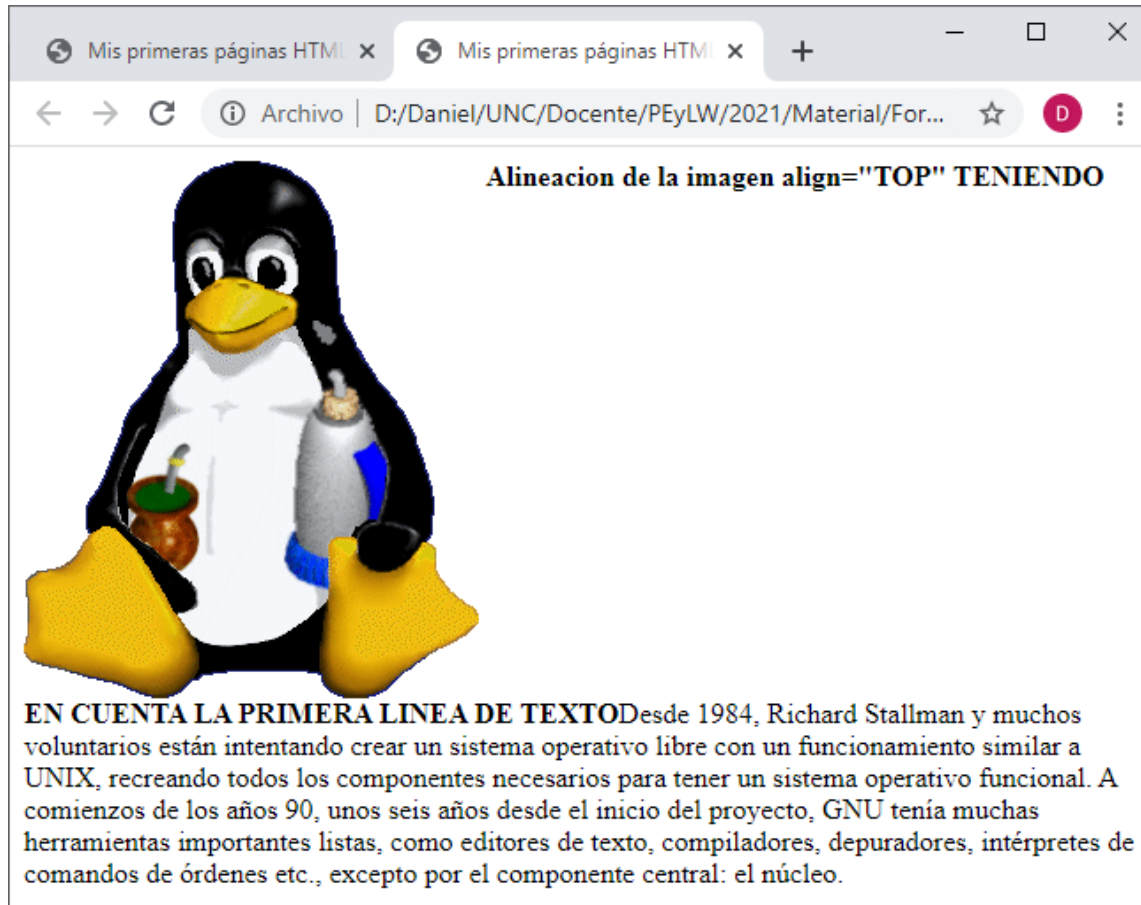 Mis primeras páginas HTM
Mis primeras páginas HTM
Archivo D:/Daniel/UNC/Docente/PEyLW/2021/Material/For...
D
Alineacion de la imagen align="TOP" TENIENDO
EN CUENTA LA PRIMERA LINEA DE TEXTODesde 1984, Richard Stallman y muchos
voluntarios están intentando crear un sistema operativo libre con un funcionamiento similar a
UNIX, recreando todos los componentes necesarios para tener un sistema operativo funcional. A
comienzos de los años 90, unos seis años desde el inicio del proyecto, GNU tenía muchas
herramientas importantes listas, como editores de texto, compiladores, depuradores, intérpretes de
comandos de órdenes etc., excepto por el componente central: el núcleo.